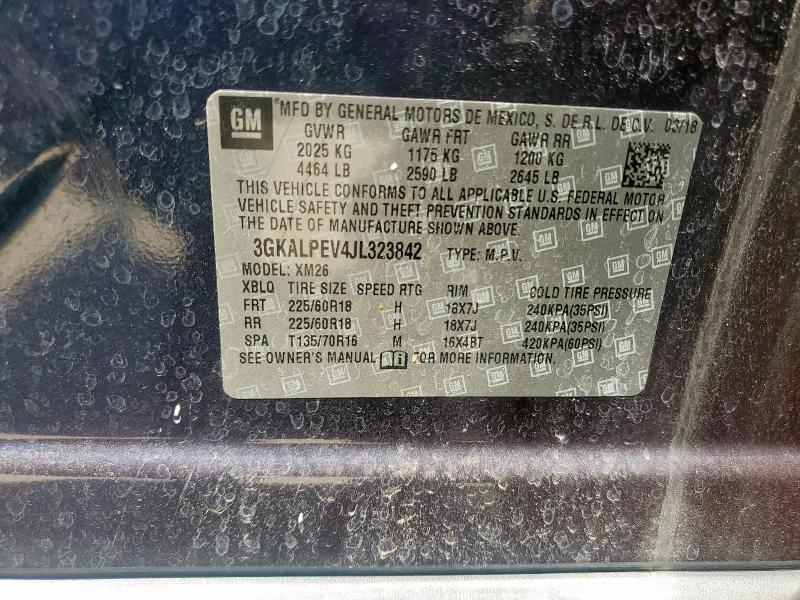 GM
*MFD BY GENERAL MOTORS DE MEXICO, S. DE R.L. DE C.V. 03/18
GVWR GAWR FRT GAWR RR
2025 KG 1175 KG 1200 KG
4464 LB 2590 LB 2645 LB
THIS VEHICLE CONFORMS TO ALL APPLICABLE U.S. FEDERAL MOTOR
VEHICLE SAFETY AND THEFT PREVENTION STANDARDS IN EFFECT ON
THE DATE OF MANUFACTURE SHOWN ABOVE.
3GKALPEV4JL323842 TYPE: M.P.V.
MODEL: XM26
XBLQ TIRE SIZE SPEED RTG RIM COLD TIRE PRESSURE
FRT 225/60R18 H 18X7J 240KPA(35PSI)
RR 225/60R18 H 18X7J 240KPA(35PSI)
SPA T135/70R16 M 16X4BT 420KPA(60PSI)
SEE OWNER'S MANUAL FOR MORE INFORMATION.